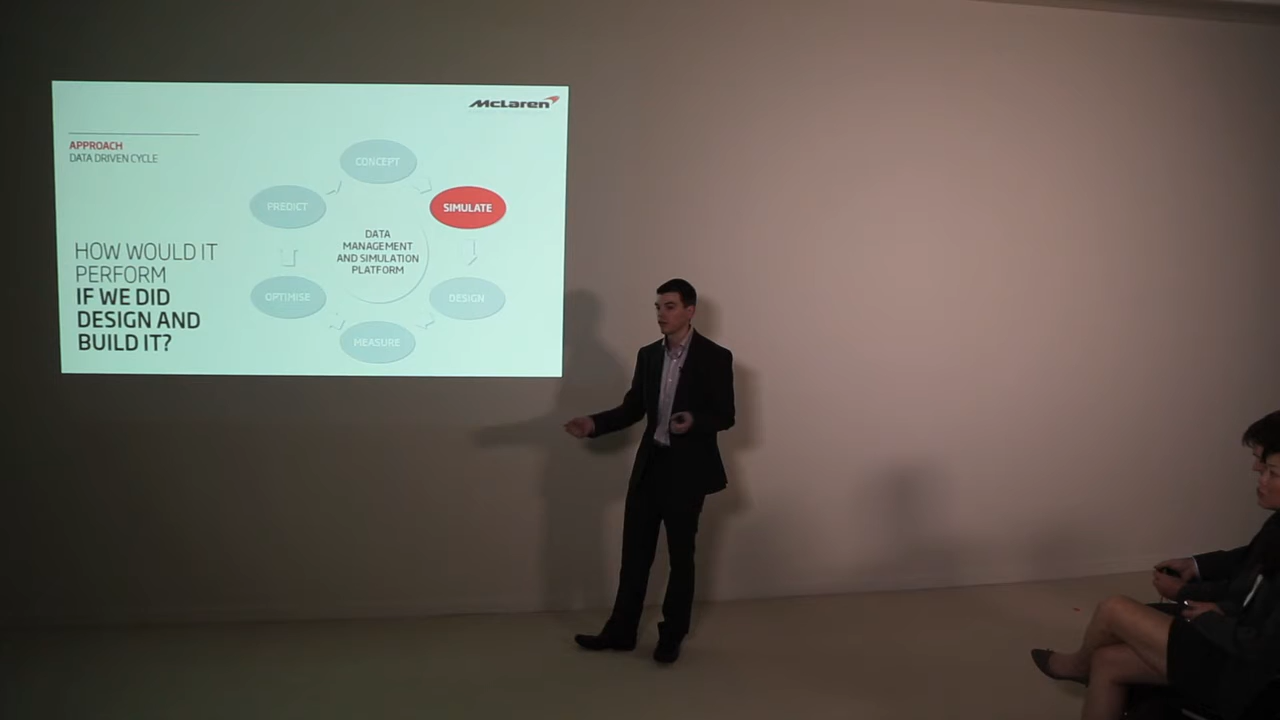 McLaren
APPROACH
DATA DRIVEN CYCLE
CONCEPT
PREDICT
SIMULATE
DATA
MANAGEMENT
AND SIMULATION
PLATFORM
HOW WOULD IT
PERFORM
IF WE DID
DESIGN AND
BUILD IT?
OPTIMISE
DESIGN
MEASURE